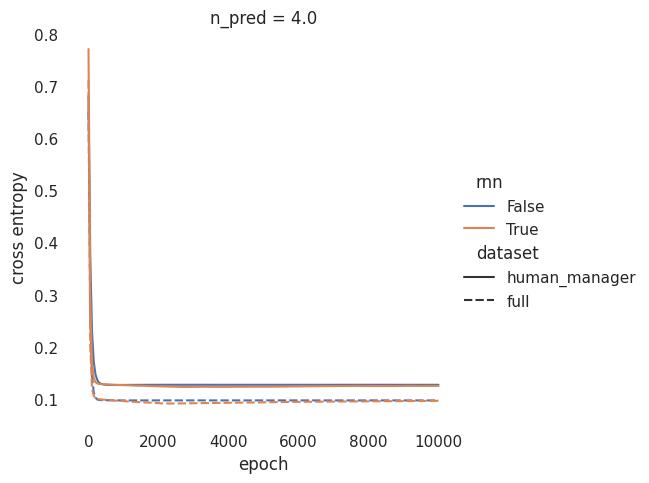 n_pred = 4.0
0.8
0.7
0.6
0.5
0.4
0.3
0.2
0.1
cross entropy
0
2000
4000
6000
8000
10000
epoch
rnn
False
True
dataset
human_manager
full